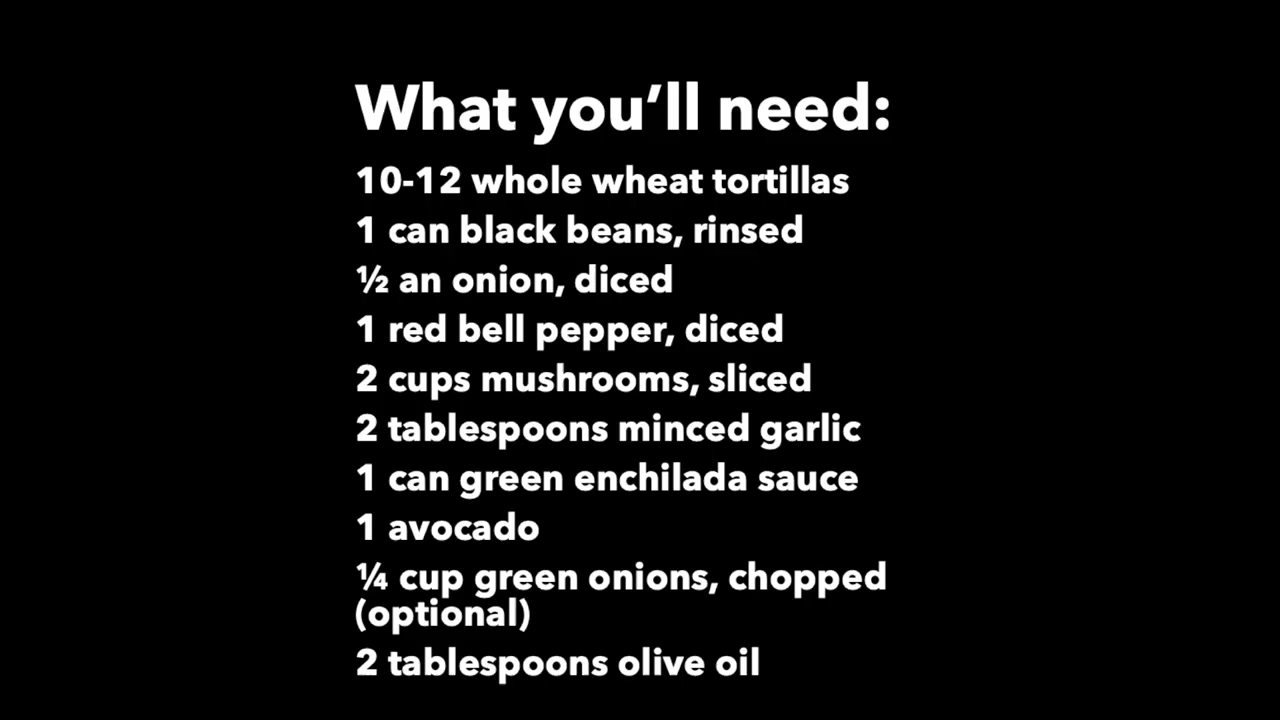 What you’ll need:
10-12 whole wheat tortillas
1 can black beans, rinsed
½ an onion, diced
1 red bell pepper, diced
2 cups mushrooms, sliced
2 tablespoons minced garlic
1 can green enchilada sauce
1 avocado
¼ cup green onions, chopped
(optional)
2 tablespoons olive oil